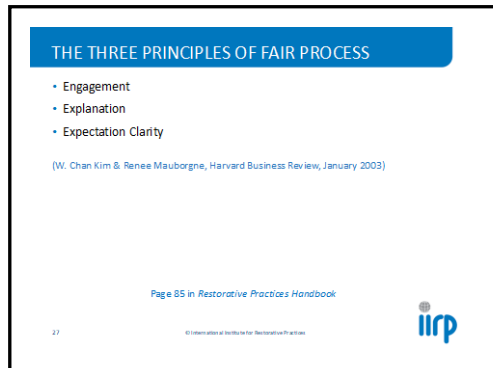 THE THREE PRINCIPLES OF FAIR PROCESS
• Engagement
• Explanation
• Expectation Clarity
(W. Chan Kim & Renee Mauborgne, Harvard Business Review, January 2003)
Page 85 in Restorative Practices Handbook
27
© International Institute for Restorative Practices
iirp